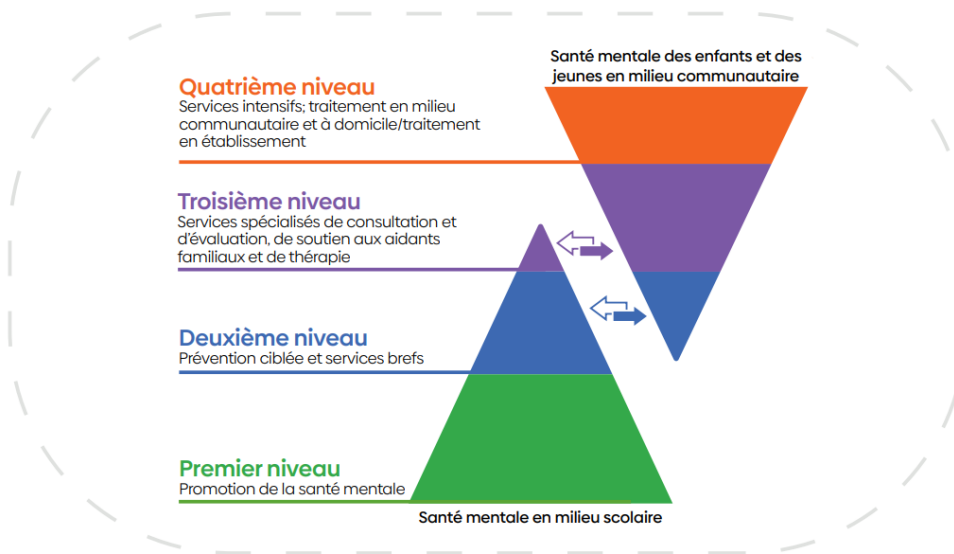 Santé mentale des enfants et des
jeunes en milieu communautaire
Quatrième niveau
Services intensifs; traitement en milieu
communautaire et à domicile/traitement
en établissement
Troisième niveau
Services spécialisés de consultation et
d'évaluation, de soutien aux aidants
familiaux et de thérapie
Deuxième niveau
Prévention ciblée et services brefs
Premier niveau
Promotion de la santé mentale
Santé mentale en milieu scolaire